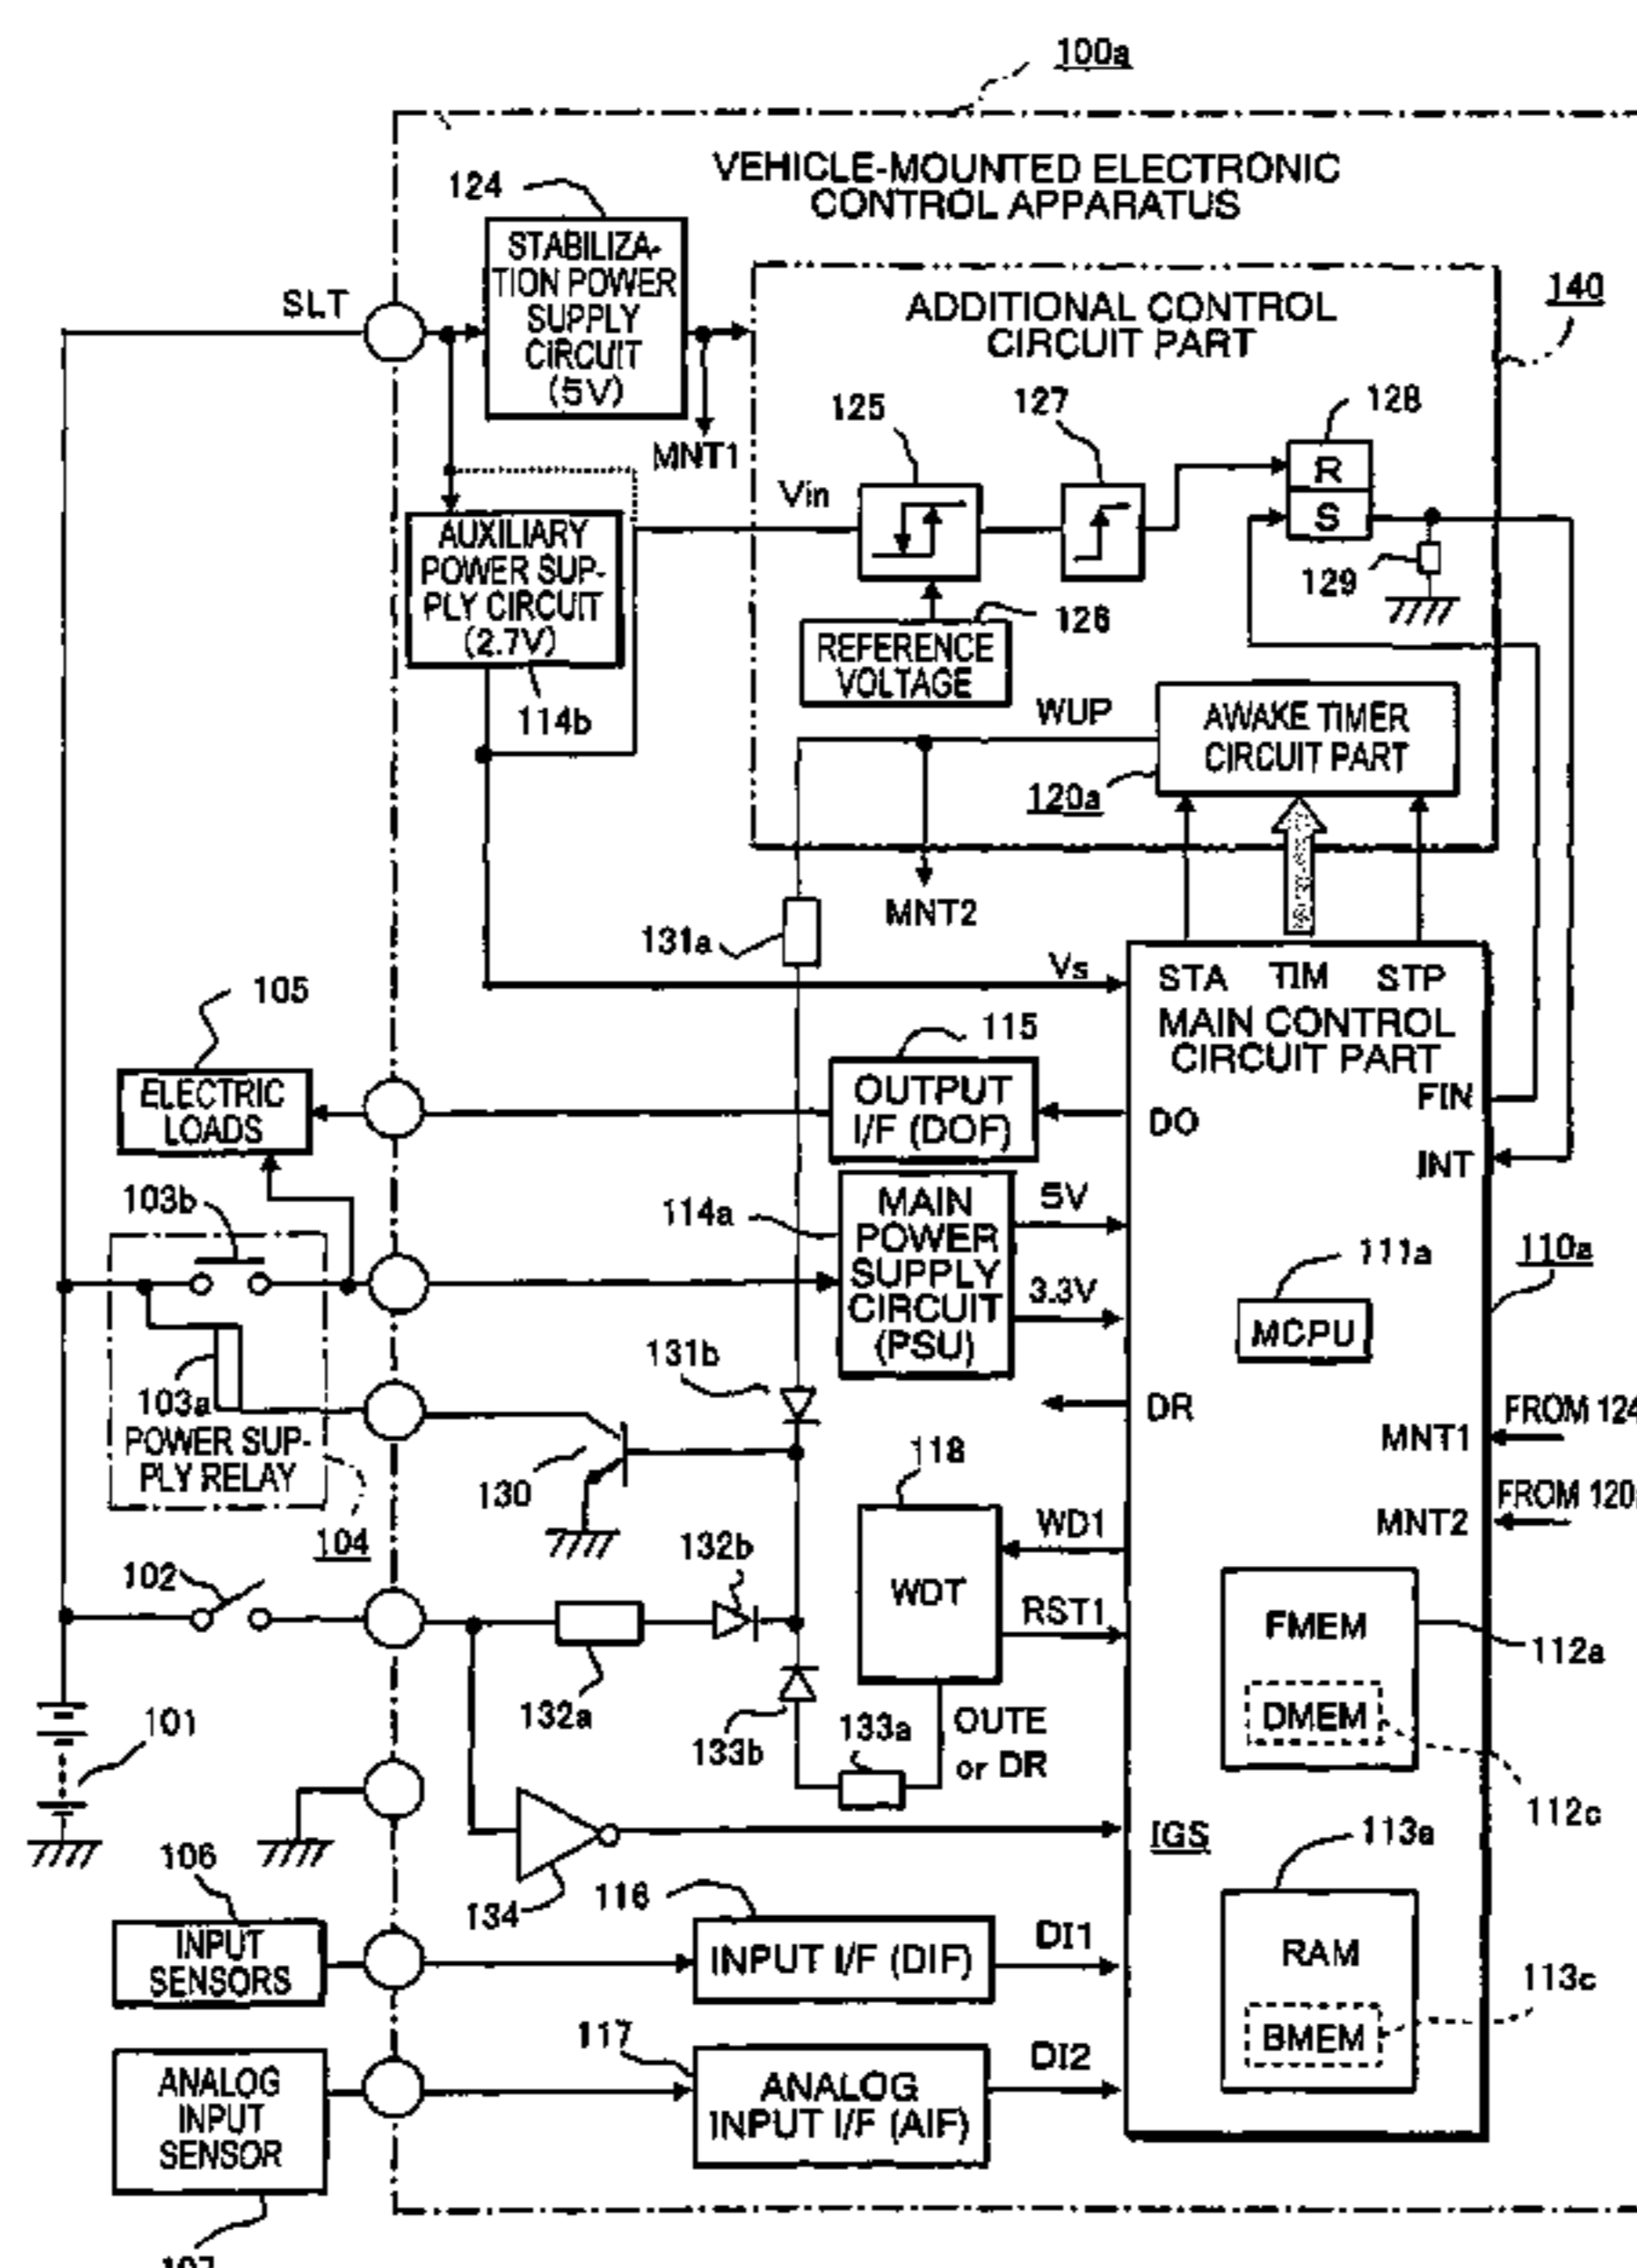 100a
VEHICLE-MOUNTED ELECTRONIC
CONTROL APPARATUS
124
STABILIZA-
TION POWER
SUPPLY
CIRCUIT
(5V)
SLT
MNT1
140
ADDITIONAL CONTROL
CIRCUIT PART
125
127
128
Vin
R
S
129
126
REFERENCE
VOLTAGE
AUXILIARY
POWER SUP-
PLY CIRCUIT
(2.7V)
114b
WUP
AWAKE TIMER
CIRCUIT PART
120a
MNT2
131a
Vs
STA TIM STP
MAIN CONTROL
CIRCUIT PART
105
115
ELECTRIC
LOADS
OUTPUT
I/F (DOF)
DO
FIN
INT
103b
114a
MAIN
POWER
SUPPLY
CIRCUIT
(PSU)
5V
3.3V
111a
MCPU
110a
131b
103a
POWER SUP-
PLY RELAY
104
130
DR
MNT1
FROM 124
MNT2
FROM 120
118
WDT
WD1
RST1
102
132b
132a
133b
133a
OUTE
or DR
FMEM
DMEM
112a
112c
101
134
IGS
113a
RAM
BMEM
113c
106
INPUT
SENSORS
116
INPUT I/F (DIF)
DI1
117
ANALOG
INPUT
SENSOR
ANALOG
INPUT I/F (AIF)
DI2